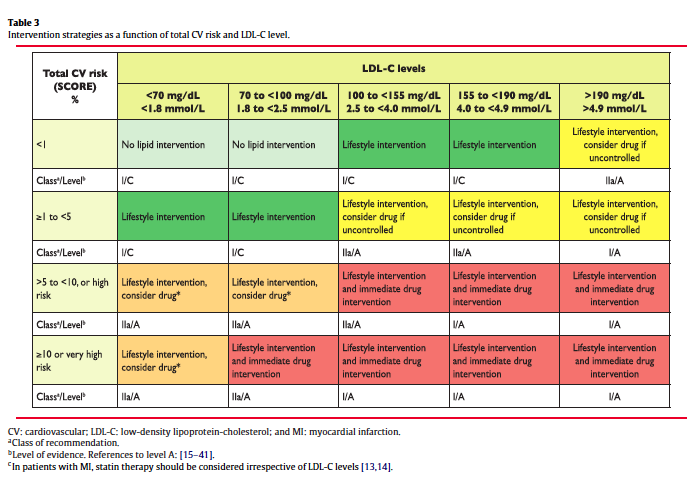 Table 3
Intervention strategies as a function of total CV risk and LDL-C level.
Total CV risk
(SCORE)
%
LDL-C levels
<70 mg/dL
<1.8 mmol/L
70 to <100 mg/dL
1.8 to <2.5 mmol/L
100 to <155 mg/dL
2.5 to <4.0 mmol/L
155 to <190 mg/dL
4.0 to <4.9 mmol/L
>190 mg/dL
>4.9 mmol/L
<1
No lipid intervention
No lipid intervention
Lifestyle intervention
Lifestyle intervention
Lifestyle intervention,
consider drug if
uncontrolled
Classᵃ/Levelᵇ
I/C
I/C
I/C
I/C
IIa/A
≥1 to <5
Lifestyle intervention
Lifestyle intervention
Lifestyle intervention,
consider drug if
uncontrolled
Lifestyle intervention,
consider drug if
uncontrolled
Lifestyle intervention,
consider drug if
uncontrolled
Classᵃ/Levelᵇ
I/C
I/C
IIa/A
IIa/A
I/A
>5 to <10, or high
risk
Lifestyle intervention,
consider drug*
Lifestyle intervention,
consider drug*
Lifestyle intervention
and immediate drug
intervention
Lifestyle intervention
and immediate drug
intervention
Lifestyle intervention
and immediate drug
intervention
Classᵃ/Levelᵇ
IIa/A
IIa/A
IIa/A
I/A
I/A
≥10 or very high
risk
Lifestyle intervention,
consider drug*
Lifestyle intervention
and immediate drug
intervention
Lifestyle intervention
and immediate drug
intervention
Lifestyle intervention
and immediate drug
intervention
Lifestyle intervention
and immediate drug
intervention
Classᵃ/Levelᵇ
IIa/A
IIa/A
I/A
I/A
I/A
CV: cardiovascular; LDL-C: low-density lipoprotein-cholesterol; and MI: myocardial infarction.
ᵃClass of recommendation.
ᵇLevel of evidence. References to level A: [15–41].
ᶜIn patients with MI, statin therapy should be considered irrespective of LDL-C levels [13,14].